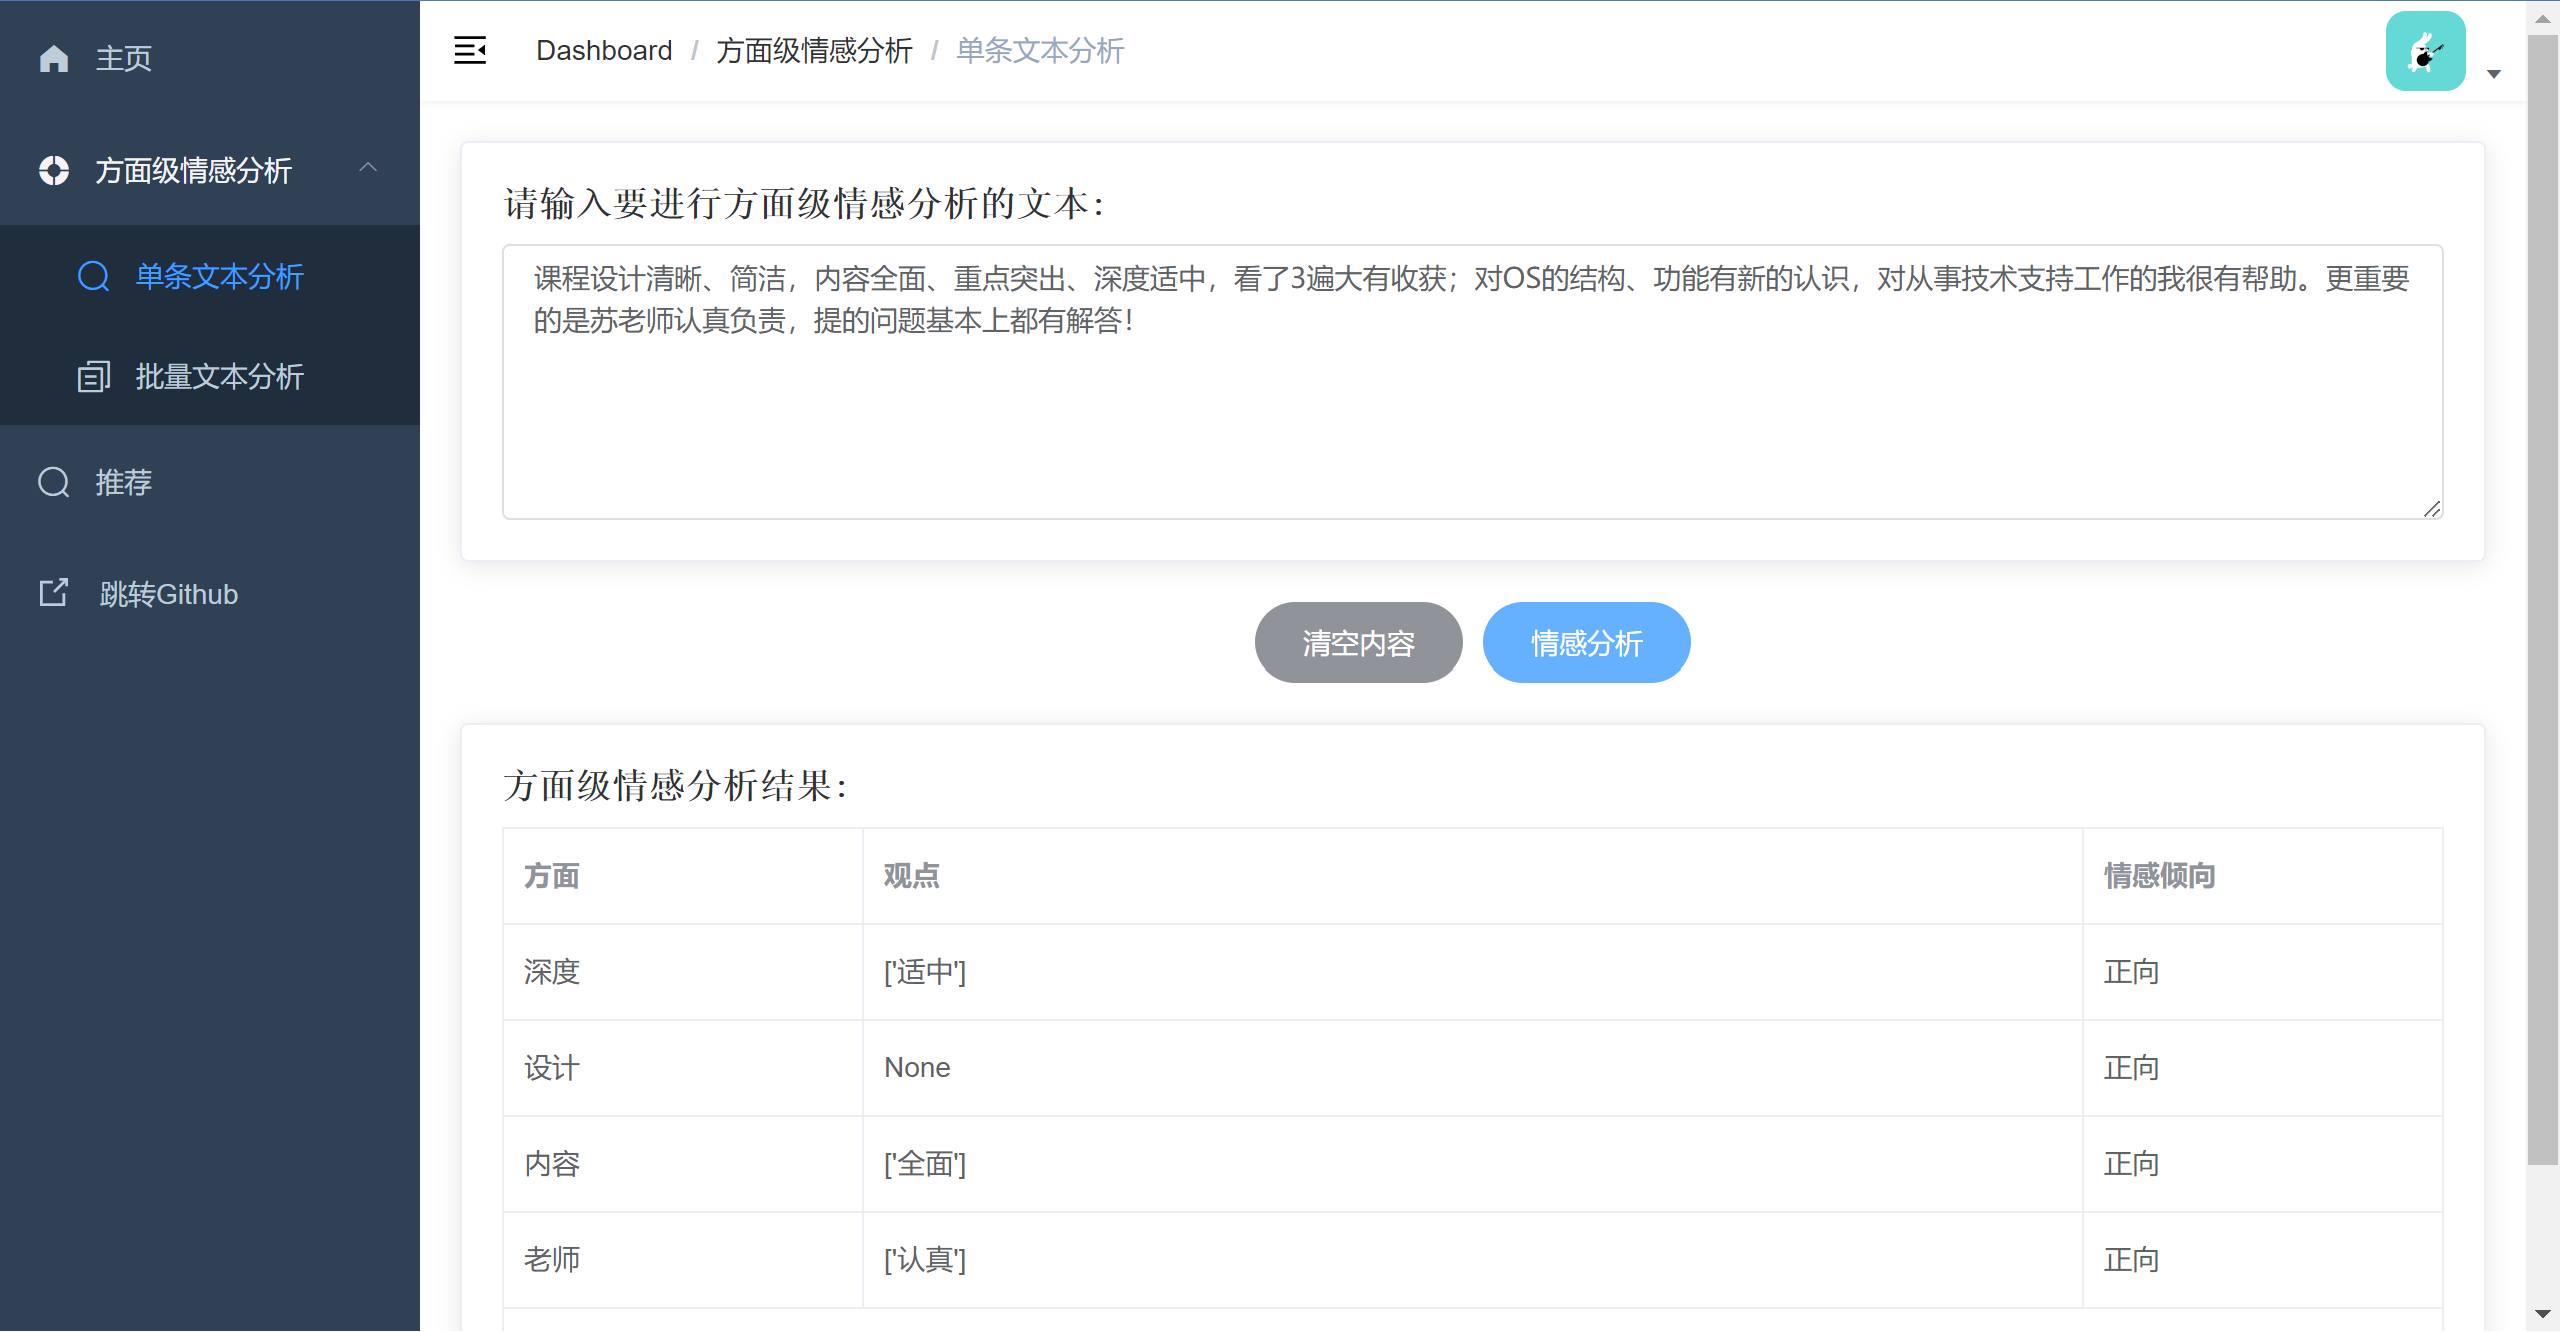 主页
方面级情感分析
单条文本分析
批量文本分析
推荐
跳转Github
Dashboard / 方面级情感分析 / 单条文本分析
请输入要进行方面级情感分析的文本：
课程设计清晰、简洁，内容全面、重点突出、深度适中，看了3遍大有收获；对OS的结构、功能有新的认识，对从事技术支持工作的我很有帮助。更重要
的是苏老师认真负责，提的问题基本上都有解答！
清空内容 情感分析
方面级情感分析结果：
方面 观点 情感倾向
深度 ['适中'] 正向
设计 None 正向
内容 ['全面'] 正向
老师 ['认真'] 正向